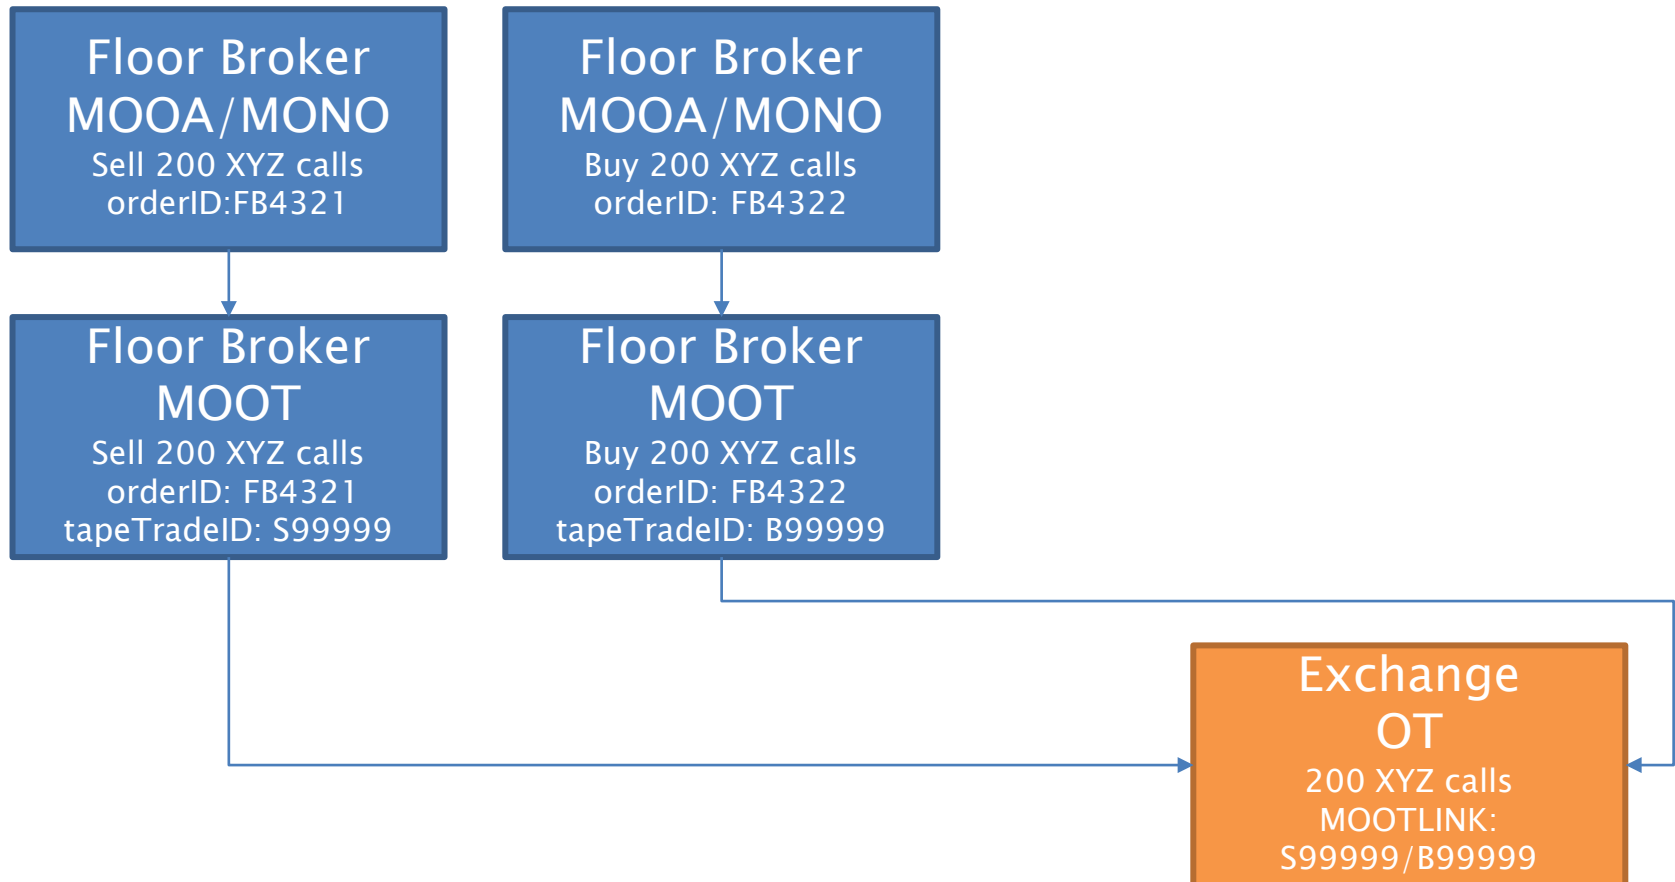 Floor Broker
MOOA/MONO
Sell 200 XYZ calls
orderID:FB4321
Floor Broker
MOOA/MONO
Buy 200 XYZ calls
orderID: FB4322
Floor Broker
MOOT
Sell 200 XYZ calls
orderID: FB4321
tapeTradeID: S99999
Floor Broker
MOOT
Buy 200 XYZ calls
orderID: FB4322
tapeTradeID: B99999
Exchange
OT
200 XYZ calls
MOOTLINK:
S99999/B99999